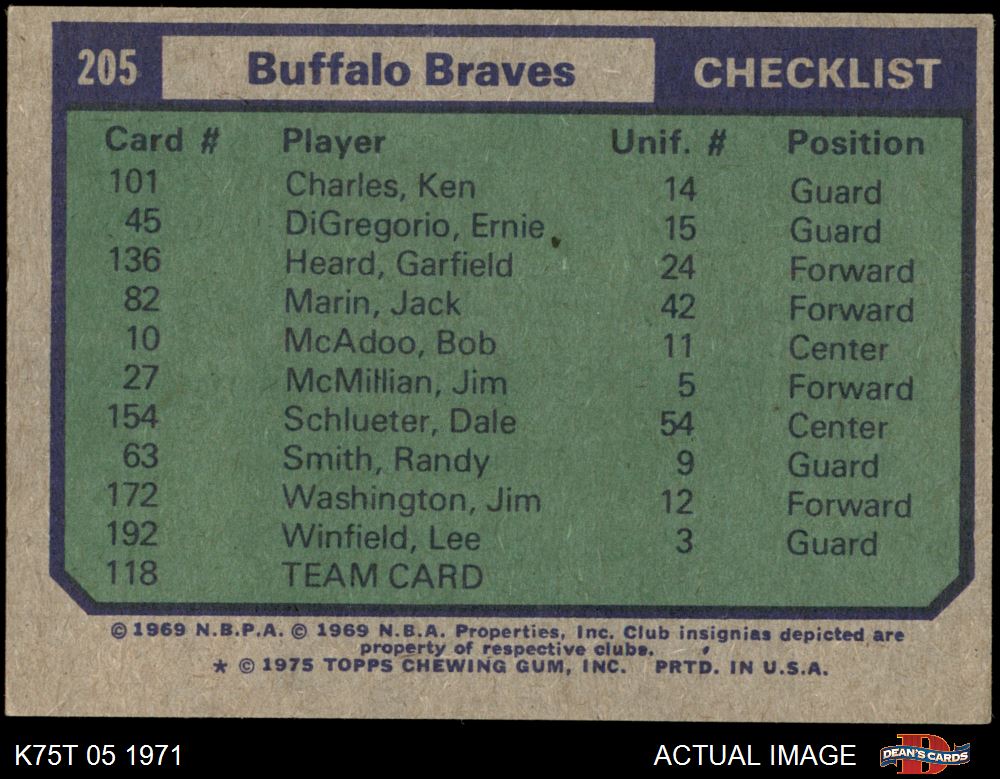 205 Buffalo Braves CHECKLIST
Card # Player Unif. # Position
101 Charles, Ken 14 Guard
45 DiGregorio, Ernie 15 Guard
136 Heard, Garfield 24 Forward
82 Marin, Jack 42 Forward
10 McAdoo, Bob 11 Center
27 McMillian, Jim 5 Forward
154 Schlueter, Dale 54 Center
63 Smith, Randy 9 Guard
172 Washington, Jim 12 Forward
192 Winfield, Lee 3 Guard
118 TEAM CARD
© 1969 N.B.P.A. © 1969 N.B.A. Properties, Inc. Club insignias depicted are
property of respective clubs.
* © 1975 TOPPS CHEWING GUM, INC. PRTD. IN U.S.A.
K75T 05 1971 ACTUAL IMAGE D DEAN'S CARDS